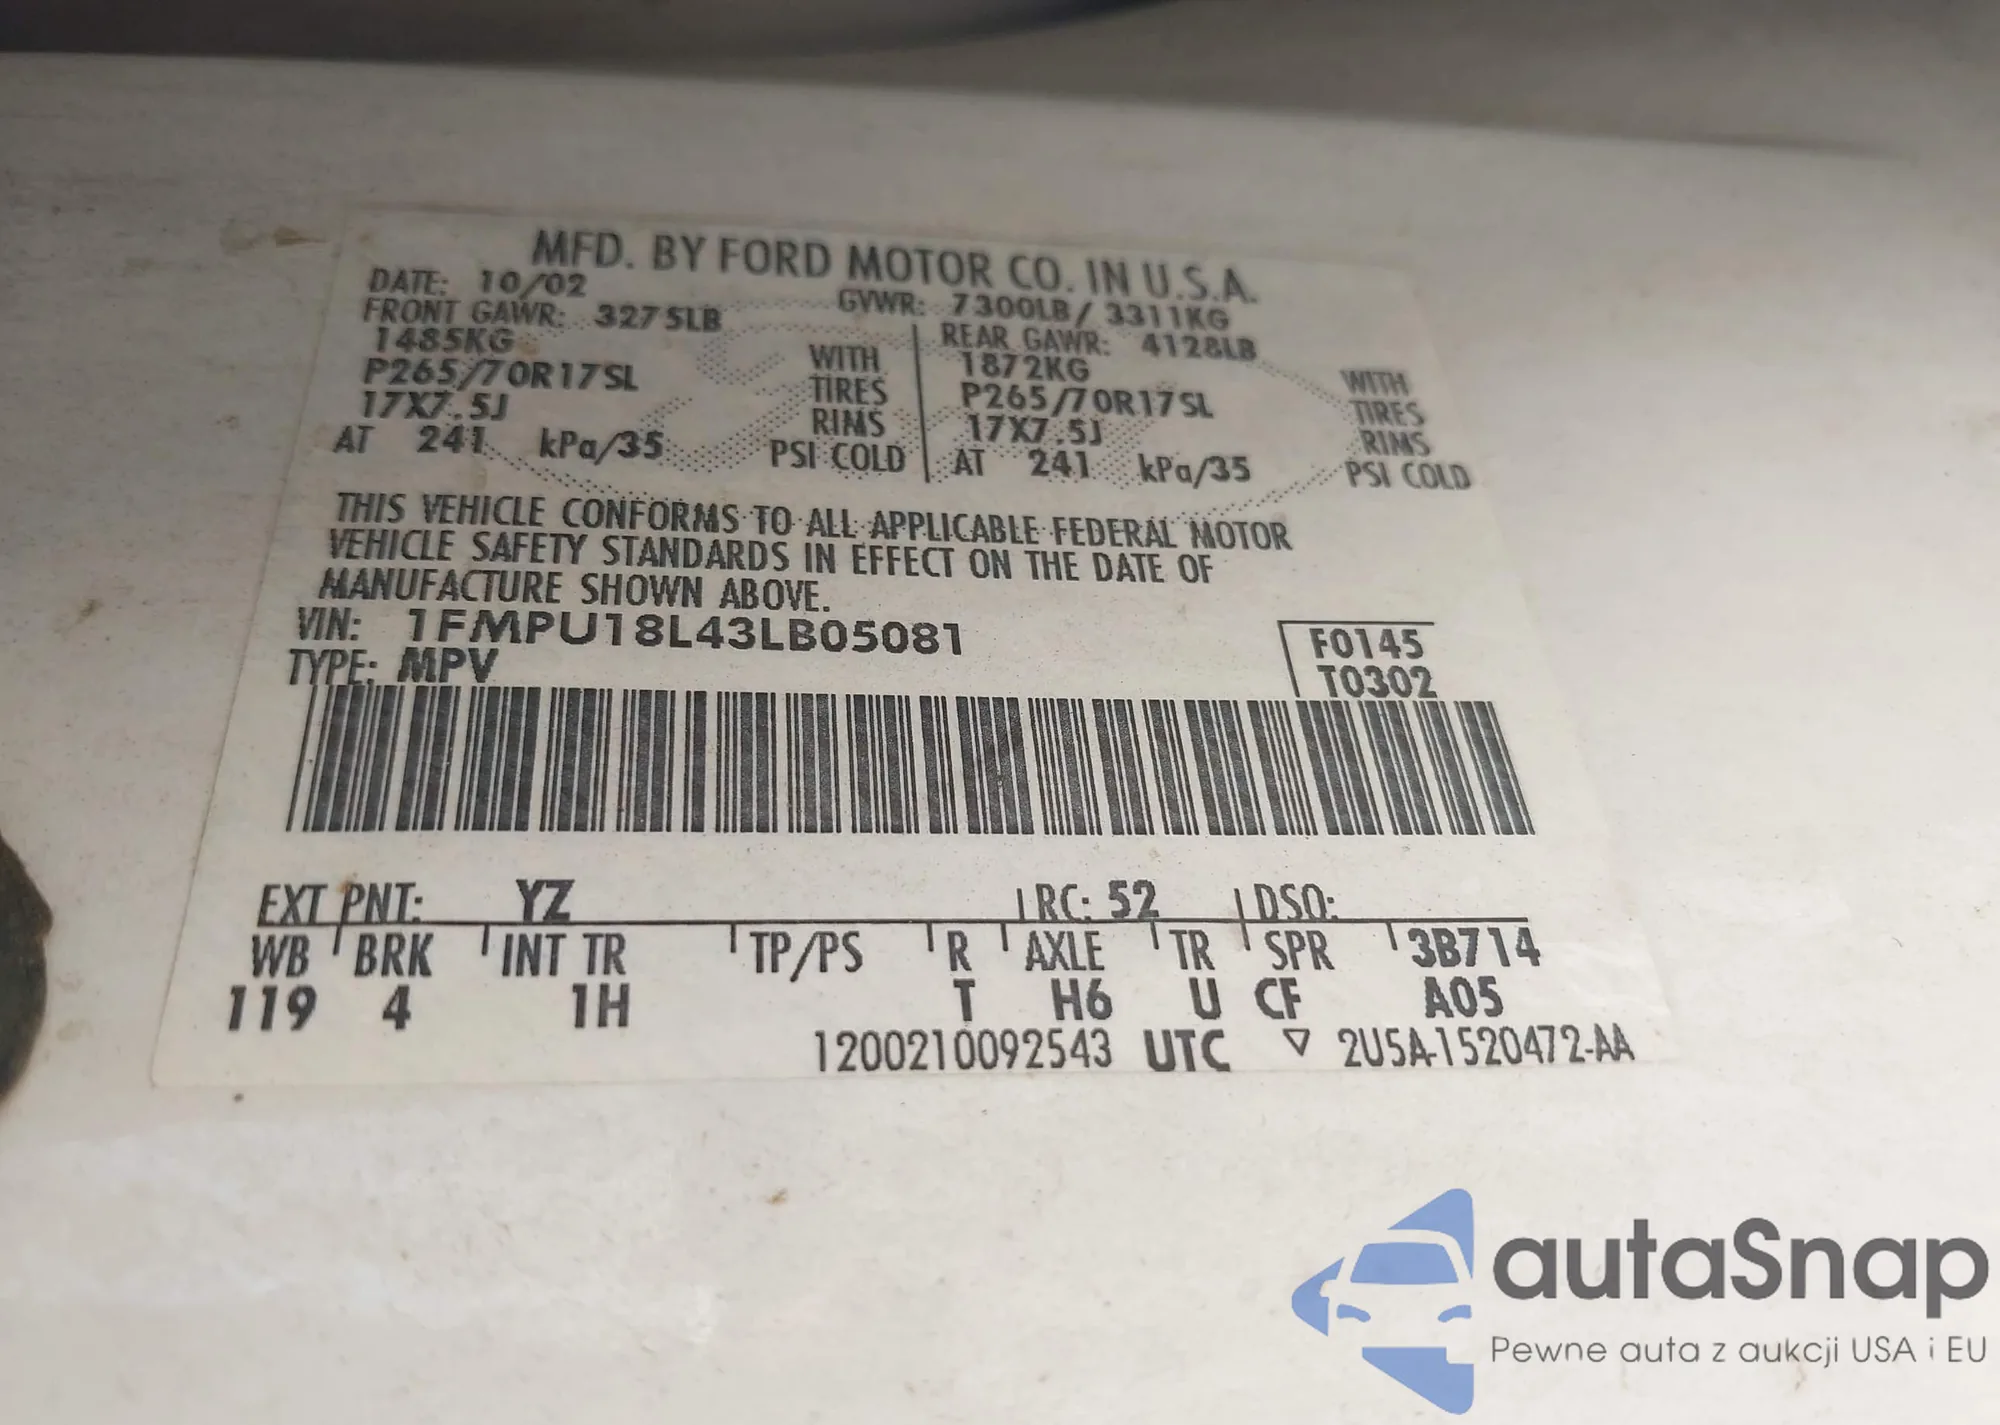 MFD. BY FORD MOTOR CO. IN U.S.A.
DATE: 10/02 GVWR: 7300LB/ 3311KG
FRONT GAWR: 3275LB REAR GAWR: 4128LB
1485KG WITH 1872KG WITH
P265/70R17SL TIRES P265/70R17SL TIRES
17X7.5J RIMS 17X7.5J RIMS
AT 241 kPa/35 PSI COLD AT 241 kPa/35 PSI COLD
THIS VEHICLE CONFORMS TO ALL APPLICABLE FEDERAL MOTOR
VEHICLE SAFETY STANDARDS IN EFFECT ON THE DATE OF
MANUFACTURE SHOWN ABOVE.
VIN: 1FMPU18L43LB05081 F0145
TYPE: MPV T0302
EXT PNT: YZ RC: 52 DSO:
WB BRK INT TR TP/PS R AXLE TR SPR 3B714
119 4 1H T H6 U CF A05
1200210092543 UTC ▽ 2U5A-1520472-AA
autaSnap
Pewne auta z aukcji USA i EU